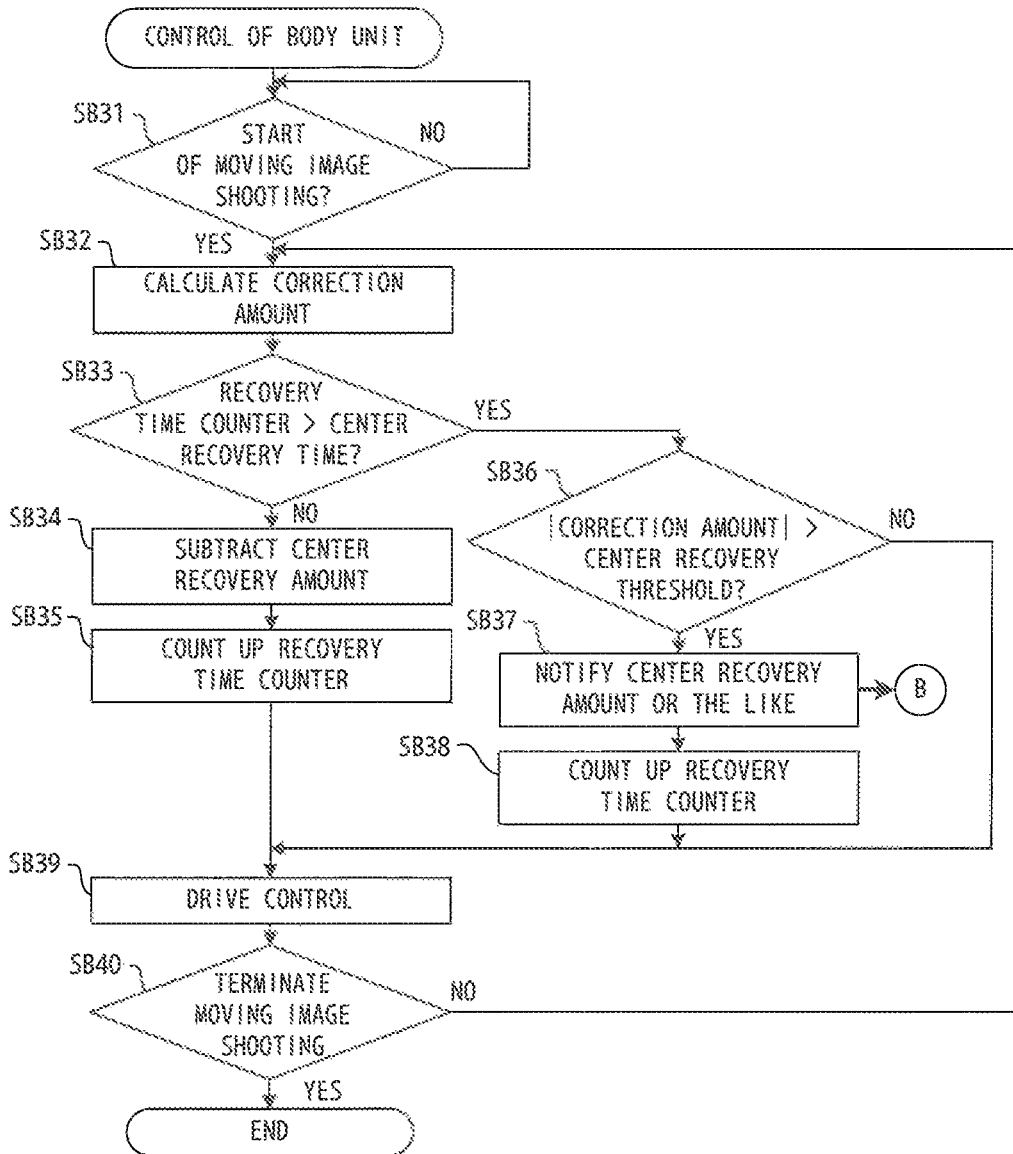 CONTROL OF BODY UNIT
SB31
START
OF MOVING IMAGE
SHOOTING?
NO
YES
SB32
CALCULATE CORRECTION
AMOUNT
SB33
RECOVERY
TIME COUNTER > CENTER
RECOVERY TIME?
YES
NO
SB34
SUBTRACT CENTER
RECOVERY AMOUNT
SB35
COUNT UP RECOVERY
TIME COUNTER
SB36
|CORRECTION AMOUNT| >
CENTER RECOVERY
THRESHOLD?
NO
YES
SB37
NOTIFY CENTER RECOVERY
AMOUNT OR THE LIKE
B
SB38
COUNT UP RECOVERY
TIME COUNTER
SB39
DRIVE CONTROL
SB40
TERMINATE
MOVING IMAGE
SHOOTING
NO
YES
END